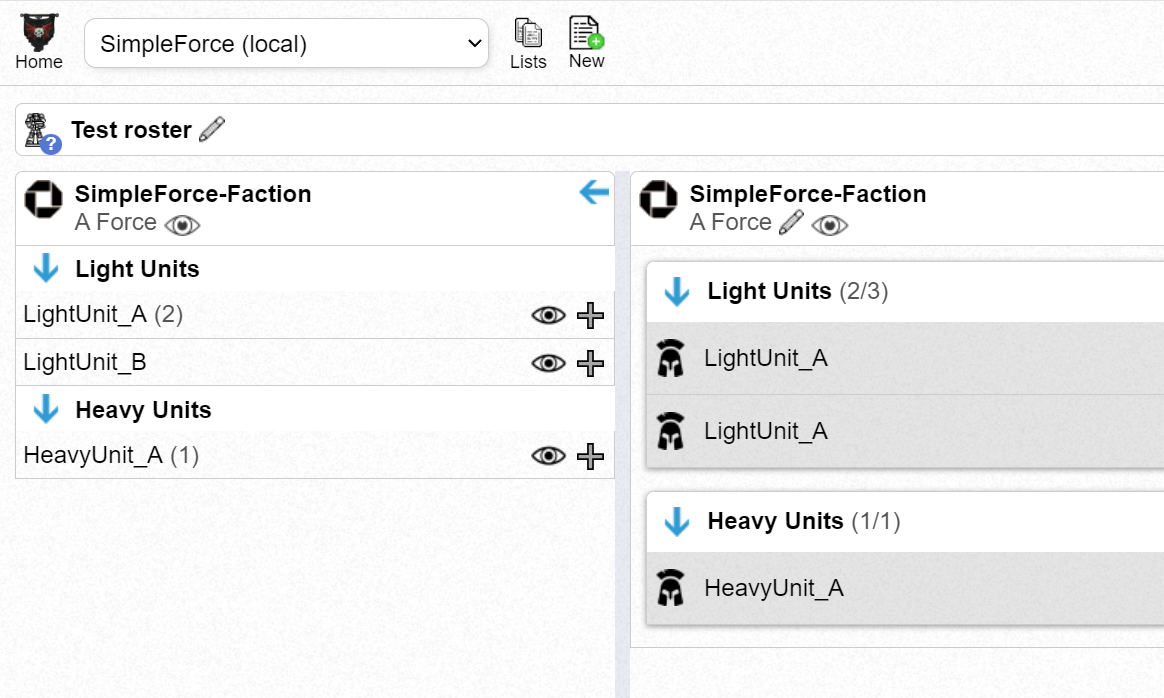 Home
SimpleForce (local)
Lists
New
Test roster
?
SimpleForce-Faction
A Force
Light Units
LightUnit_A (2)
LightUnit_B
Heavy Units
HeavyUnit_A (1)
SimpleForce-Faction
A Force
Light Units (2/3)
LightUnit_A
LightUnit_A
Heavy Units (1/1)
HeavyUnit_A